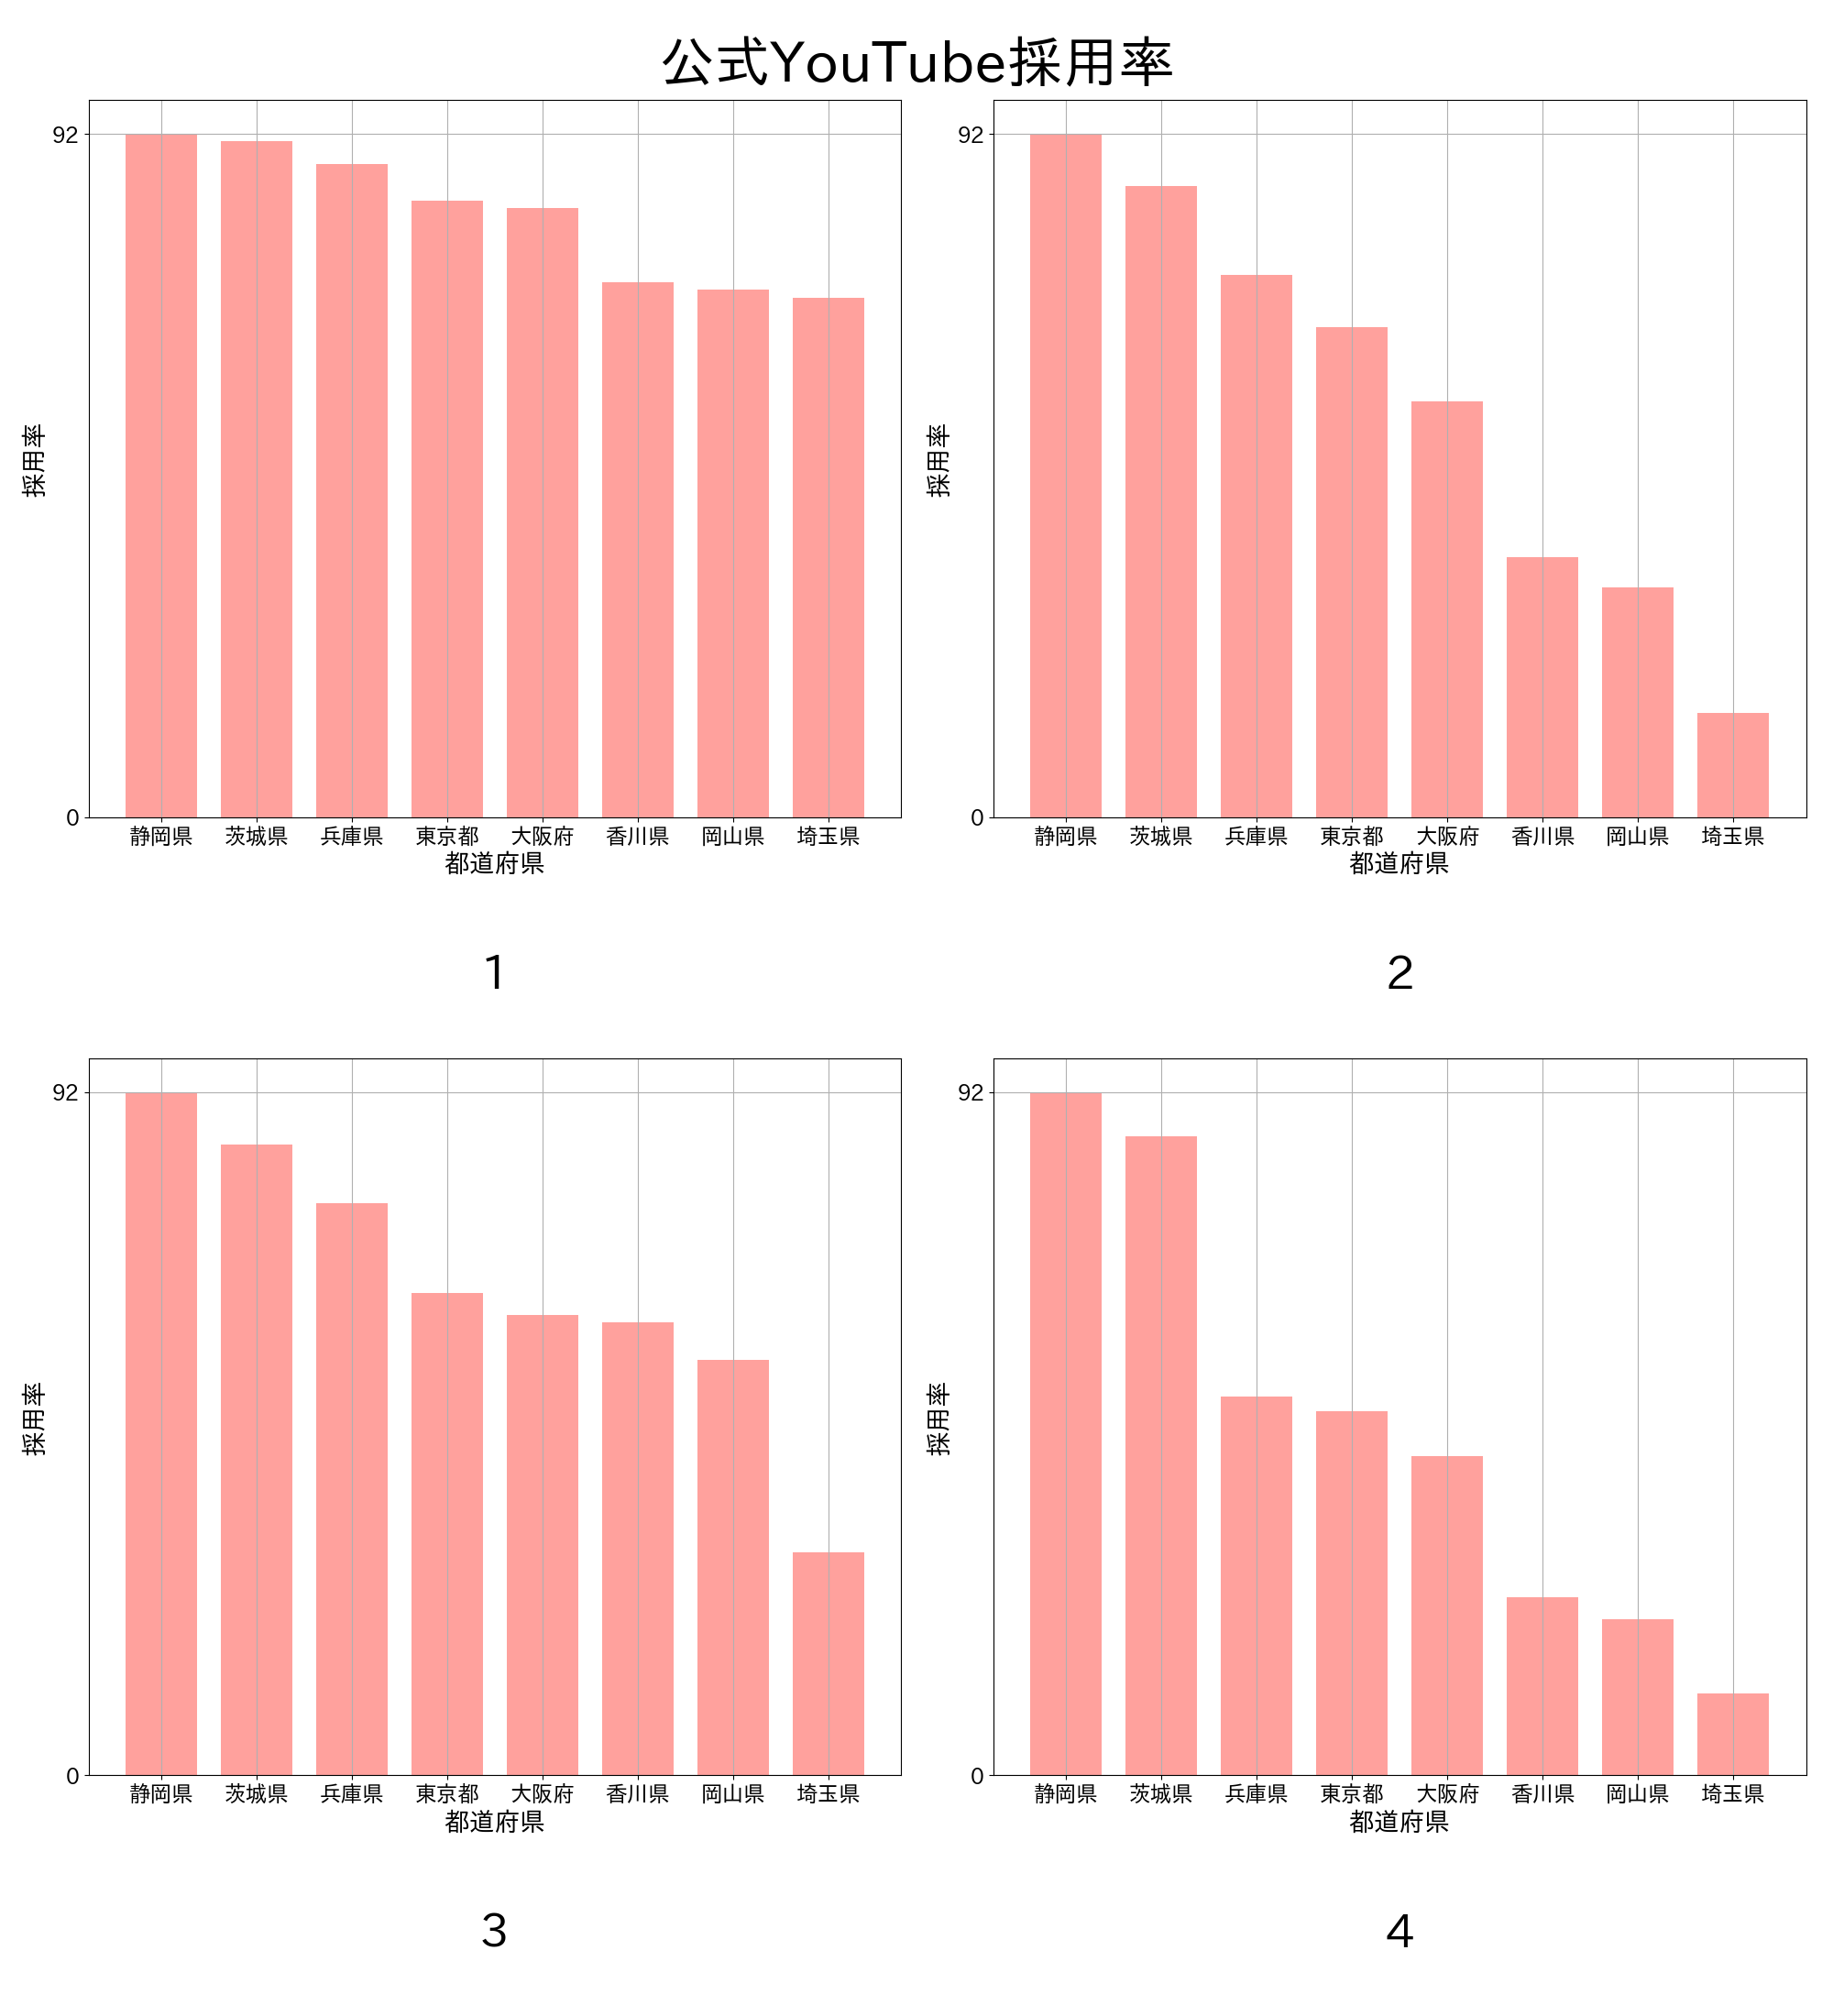 公式YouTube採用率
92
0
採用率
静岡県 茨城県 兵庫県 東京都 大阪府 香川県 岡山県 埼玉県
都道府県
1
92
0
採用率
静岡県 茨城県 兵庫県 東京都 大阪府 香川県 岡山県 埼玉県
都道府県
2
92
0
採用率
静岡県 茨城県 兵庫県 東京都 大阪府 香川県 岡山県 埼玉県
都道府県
3
92
0
採用率
静岡県 茨城県 兵庫県 東京都 大阪府 香川県 岡山県 埼玉県
都道府県
4